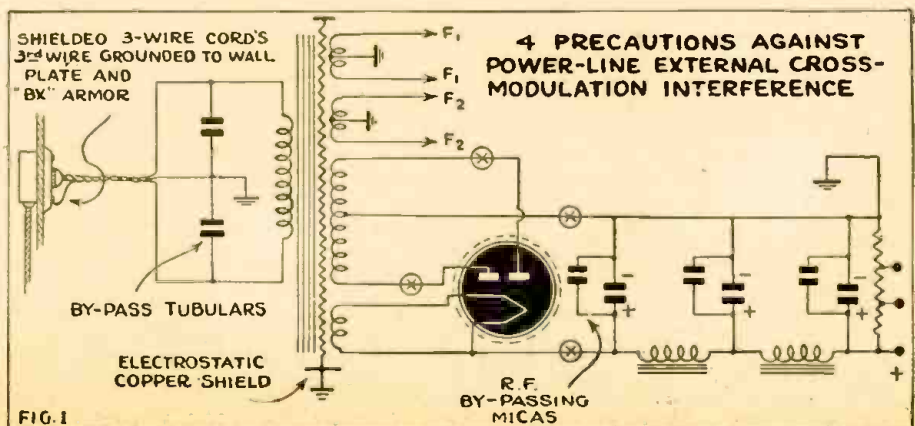 SHIELDEO 3-WIRE CORD'S
3RD WIRE GROUNDED TO WALL
PLATE AND
"BX" ARMOR
4 PRECAUTIONS AGAINST
POWER-LINE EXTERNAL CROSS-
MODULATION INTERFERENCE
F1
F1
F2
F2
BY-PASS TUBULARS
ELECTROSTATIC
COPPER SHIELD
R.F.
BY-PASSING
MICAS
-
+
-
+
-
+
+
FIG.1